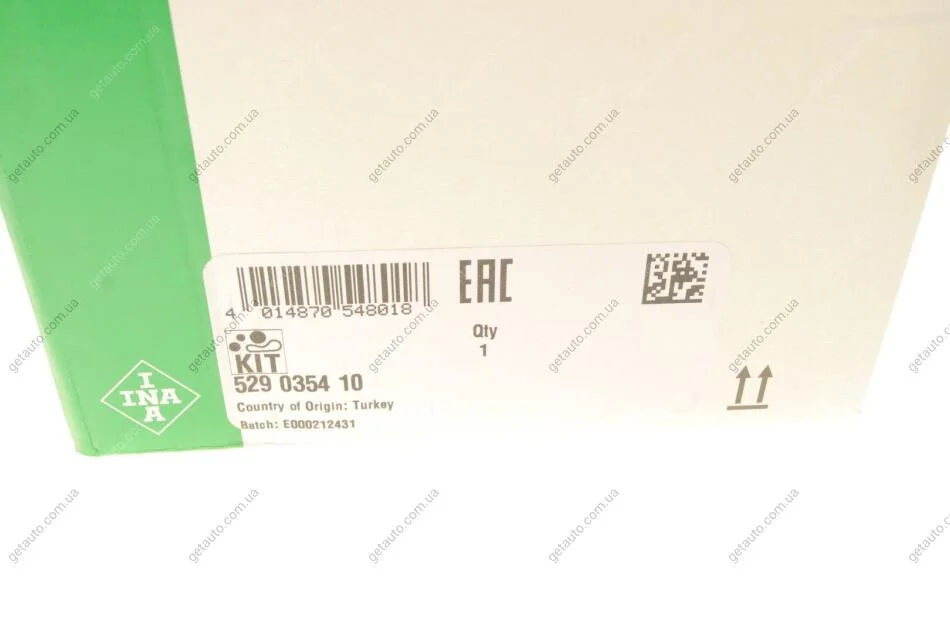 4 014870 548018
EAC
Qty
1
KIT
529 0354 10
Country of Origin: Turkey
Batch: E000212431
I
INA
A
getauto.com.ua